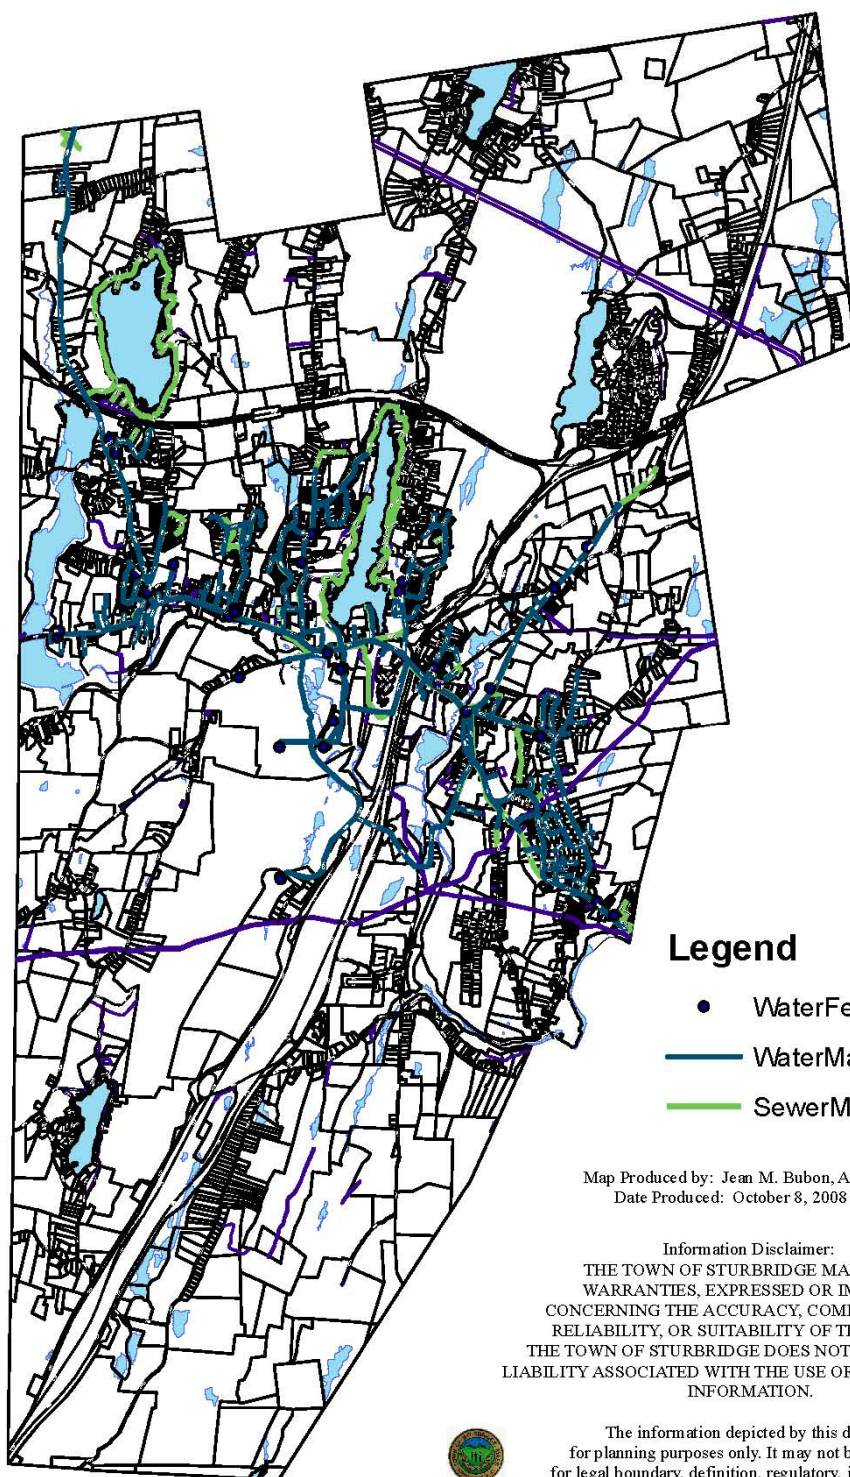 Legend
WaterFe
WaterMa
SewerM
Map Produced by: Jean M. Bubon, A
Date Produced: October 8, 2008
Information Disclaimer:
THE TOWN OF STURBRIDGE MA
WARRANTIES, EXPRESSED OR IM
CONCERNING THE ACCURACY, COM
RELIABILITY, OR SUITABILITY OF T
THE TOWN OF STURBRIDGE DOES NOT
LIABILITY ASSOCIATED WITH THE USE OR
INFORMATION.
The information depicted by this d
for planning purposes only. It may not b
for legal boundary, definition, regulatory, i